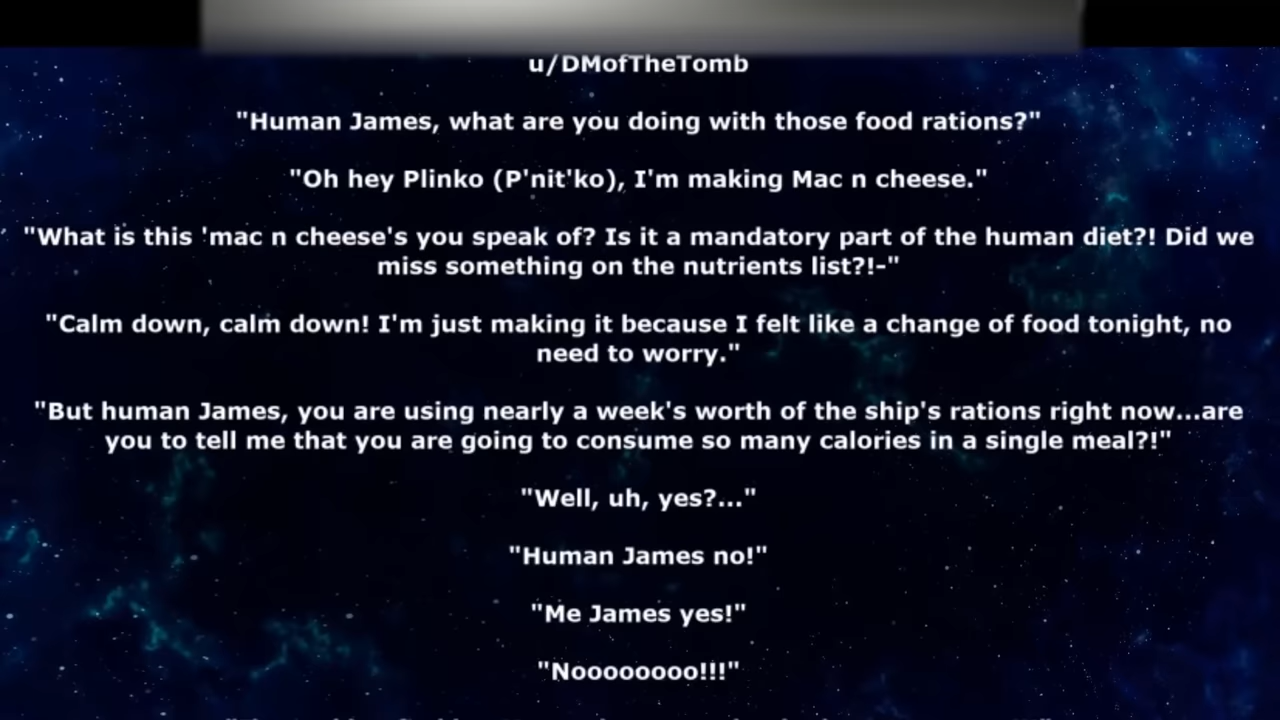 u/DMofTheTomb
"Human James, what are you doing with those food rations?"
"Oh hey Plinko (P'nit'ko), I'm making Mac n cheese."
"What is this 'mac n cheese's you speak of? Is it a mandatory part of the human diet?! Did we
miss something on the nutrients list?!-"
"Calm down, calm down! I'm just making it because I felt like a change of food tonight, no
need to worry."
"But human James, you are using nearly a week's worth of the ship's rations right now...are
you to tell me that you are going to consume so many calories in a single meal?!"
"Well, uh, yes?..."
"Human James no!"
"Me James yes!"
"Noooooooo!!!"